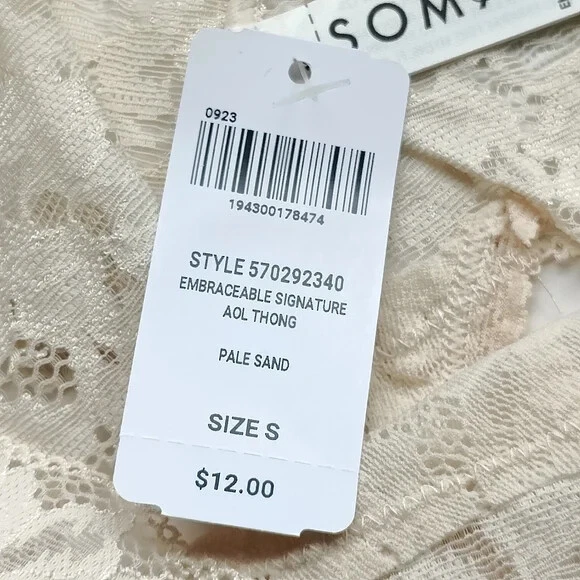 SOM
0923
194300178474
STYLE 570292340
EMBRACEABLE SIGNATURE
AOL THONG
PALE SAND
SIZE S
$12.00